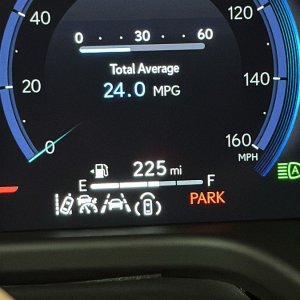 0 · · 30 · · 60
Total Average
24.0 MPG
40
20
0
120
140
160
MPH
225 mi
E F
PARK
A